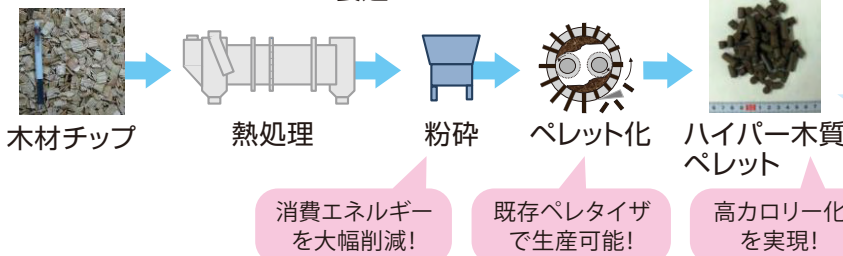 木材チップ
熱処理
粉砕
ペレット化
ハイパー木質
ペレット
消費エネルギー
を大幅削減!
既存ペレタイザ
で生産可能!
高カロリー化
を実現!